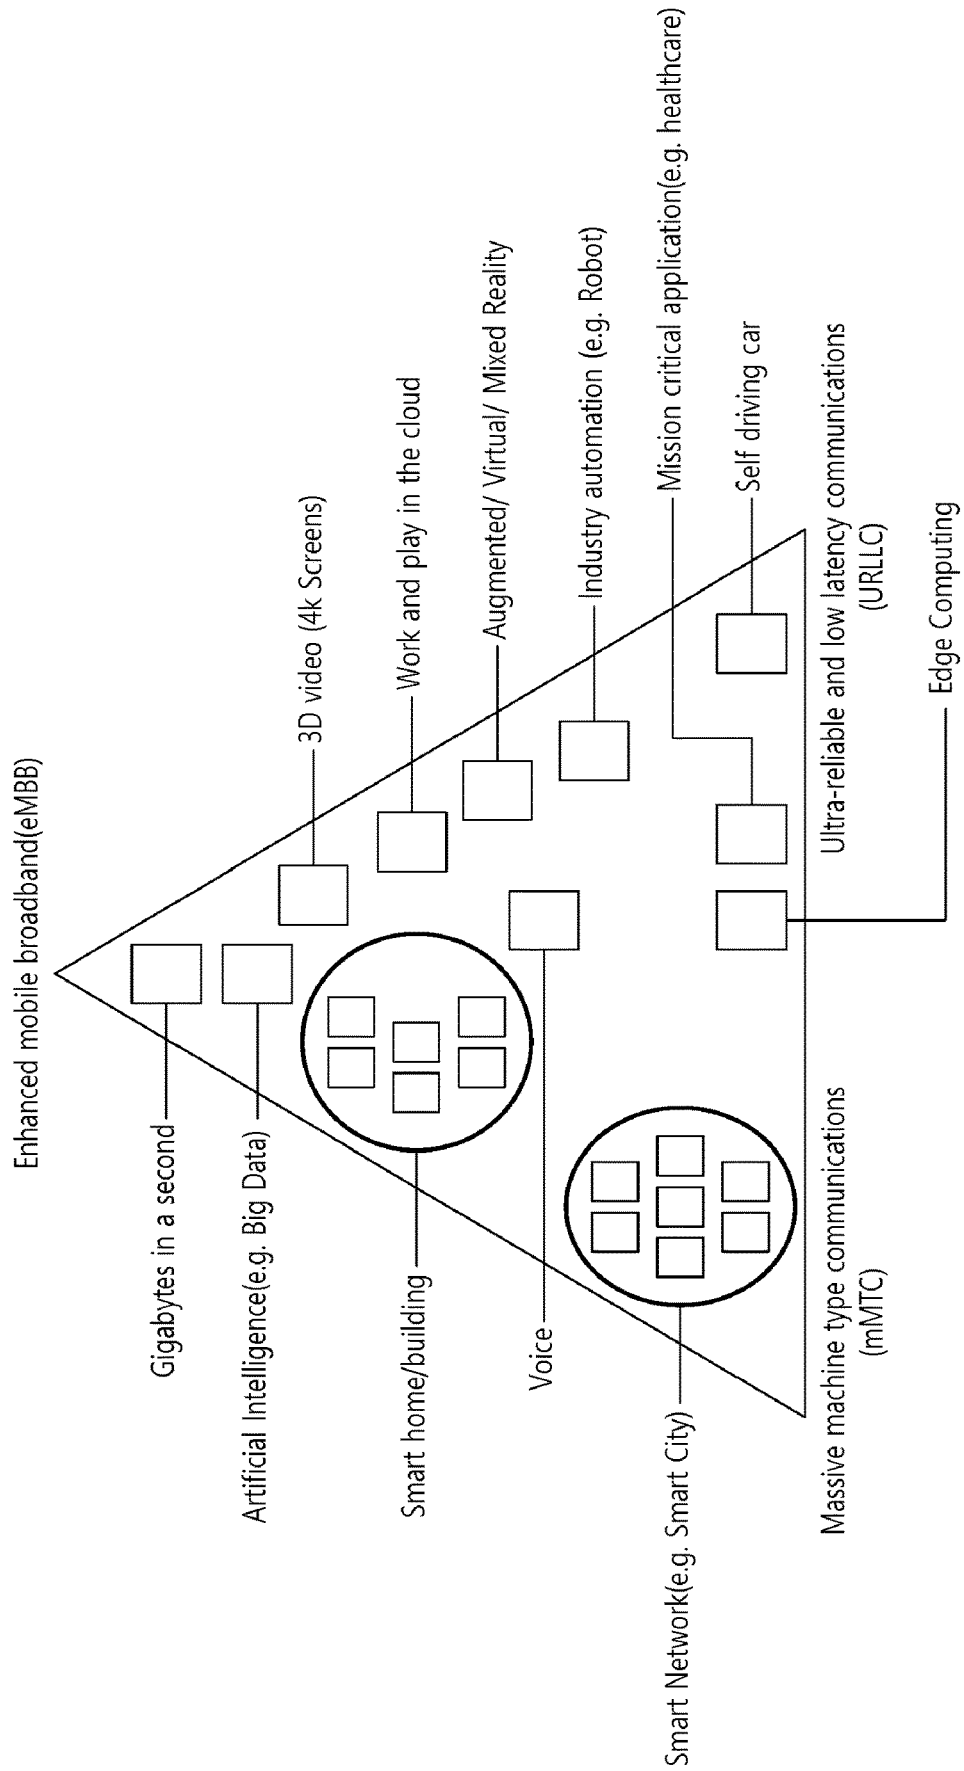 Enhanced mobile broadband(eMBB)
Gigabytes in a second
Artificial Intelligence(e.g. Big Data)
3D video (4k Screens)
Smart home/building
Work and play in the cloud
Augmented/ Virtual/ Mixed Reality
Voice
Industry automation (e.g. Robot)
Smart Network(e.g. Smart City)
Mission critical application(e.g. healthcare)
Self driving car
Massive machine type communications
(mMTC)
Ultra-reliable and low latency communications
(URLLC)
Edge Computing